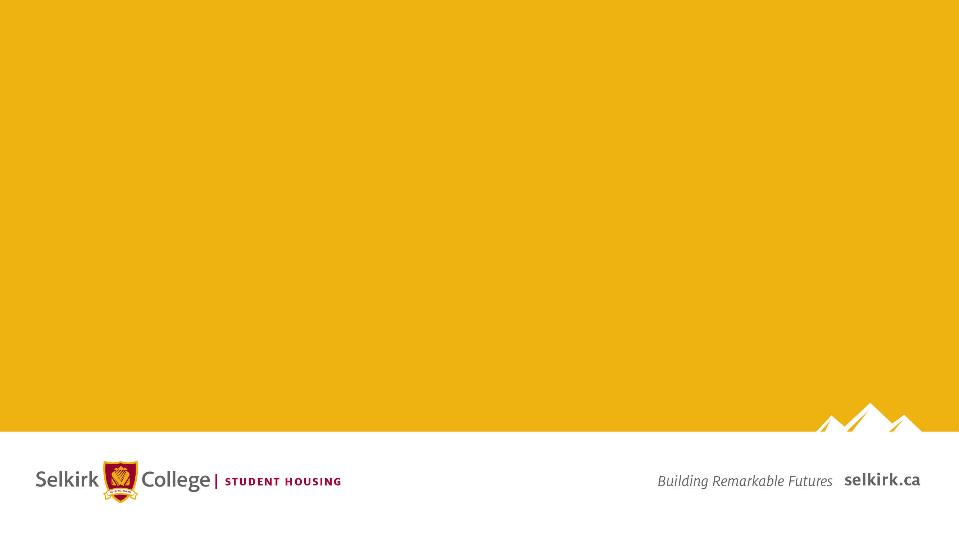 Selkirk College | STUDENT HOUSING
Building Remarkable Futures selkirk.ca